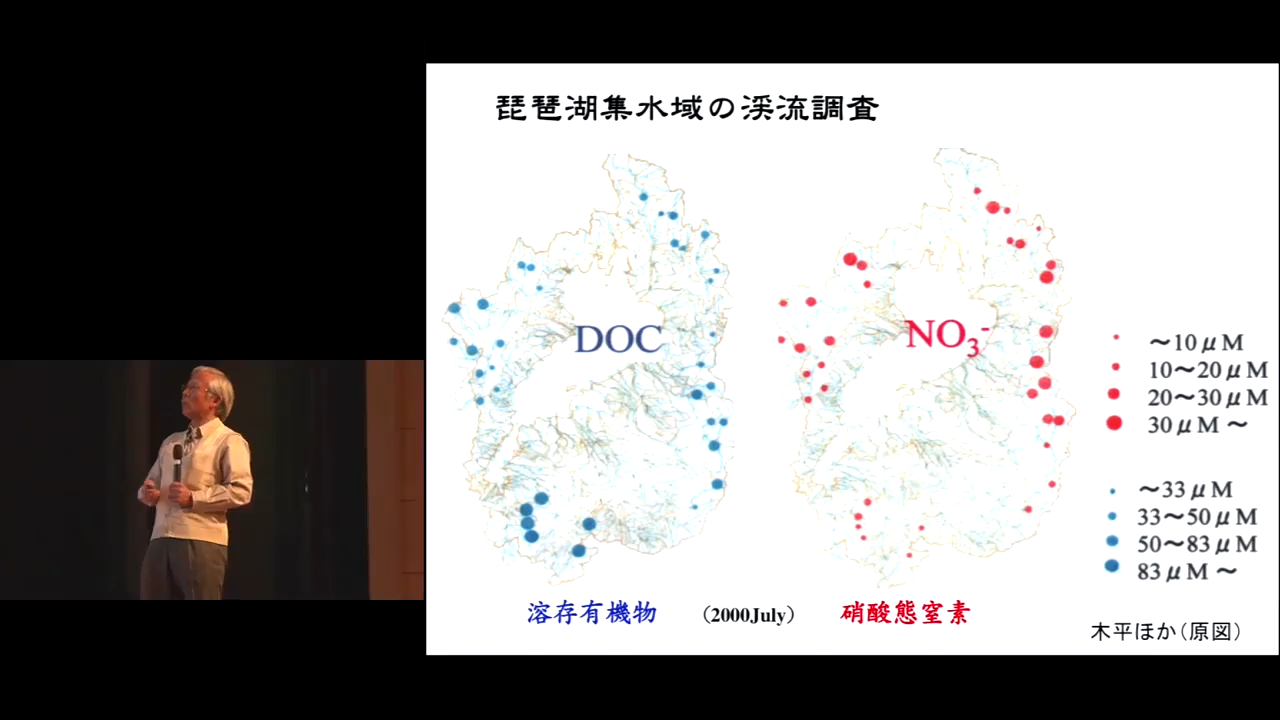 琵琶湖集水域の渓流調査
DOC
NO₃⁻
～10μM
10～20μM
20～30μM
30μM～
～33μM
33～50μM
50～83μM
83μM～
溶存有機物 (2000July) 硝酸態窒素
木平ほか(原図)